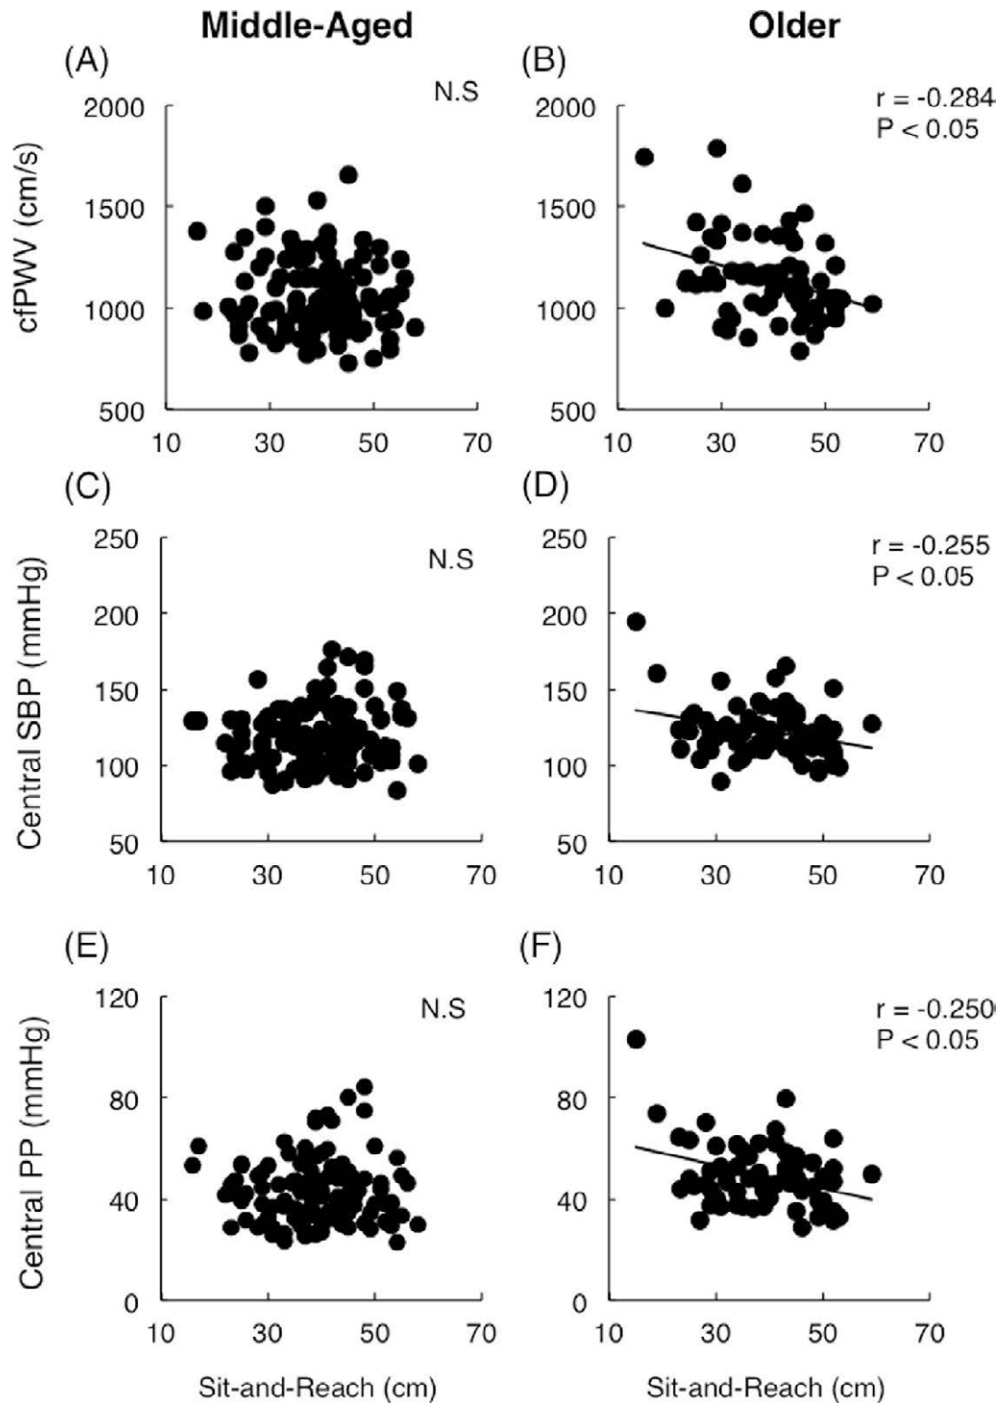 Middle-Aged
Older
(A)
(B)
N.S
r = -0.284
P < 0.05
cfPWV (cm/s)
2000
1500
1000
500
10 30 50 70
2000
1500
1000
500
10 30 50 70
(C)
(D)
N.S
r = -0.255
P < 0.05
Central SBP (mmHg)
250
200
150
100
50
10 30 50 70
250
200
150
100
50
10 30 50 70
(E)
(F)
N.S
r = -0.250
P < 0.05
Central PP (mmHg)
120
80
40
0
10 30 50 70
120
80
40
0
10 30 50 70
Sit-and-Reach (cm)
Sit-and-Reach (cm)